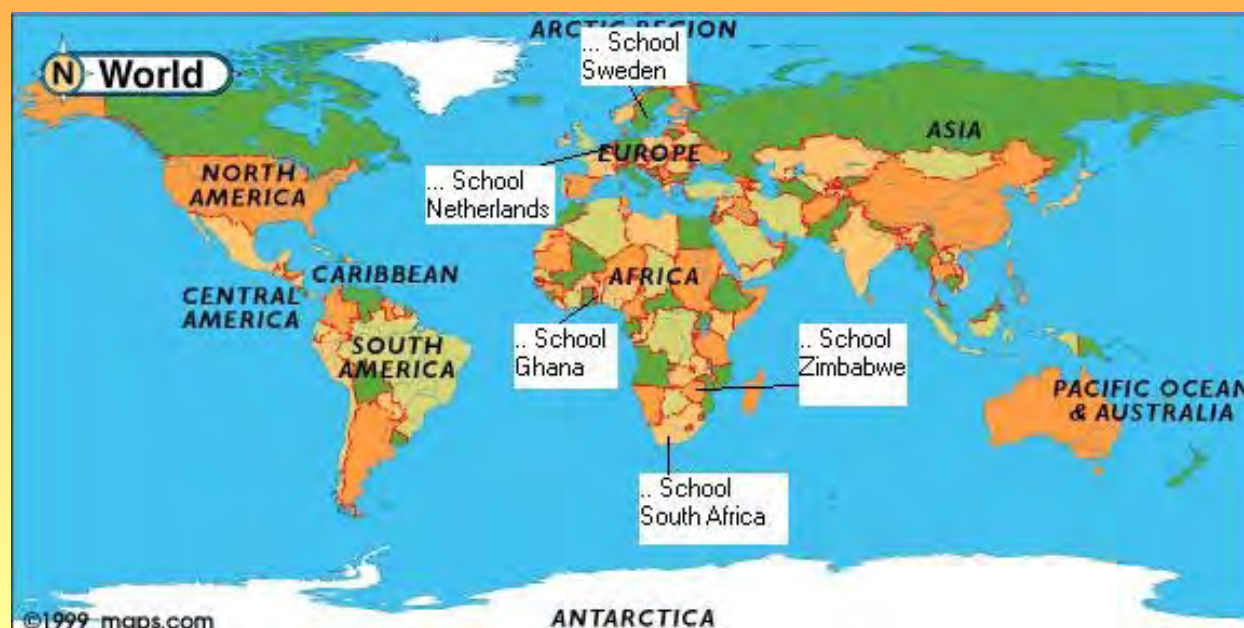 ARCTIC REGION
... School
Sweden
N World
ASIA
EUROPE
... School
Netherlands
NORTH
AMERICA
CARIBBEAN
AFRICA
CENTRAL
AMERICA
.. School
Ghana
.. School
Zimbabwe
SOUTH
AMERICA
PACIFIC OCEAN
& AUSTRALIA
.. School
South Africa
©1999 maps.com
ANTARCTICA